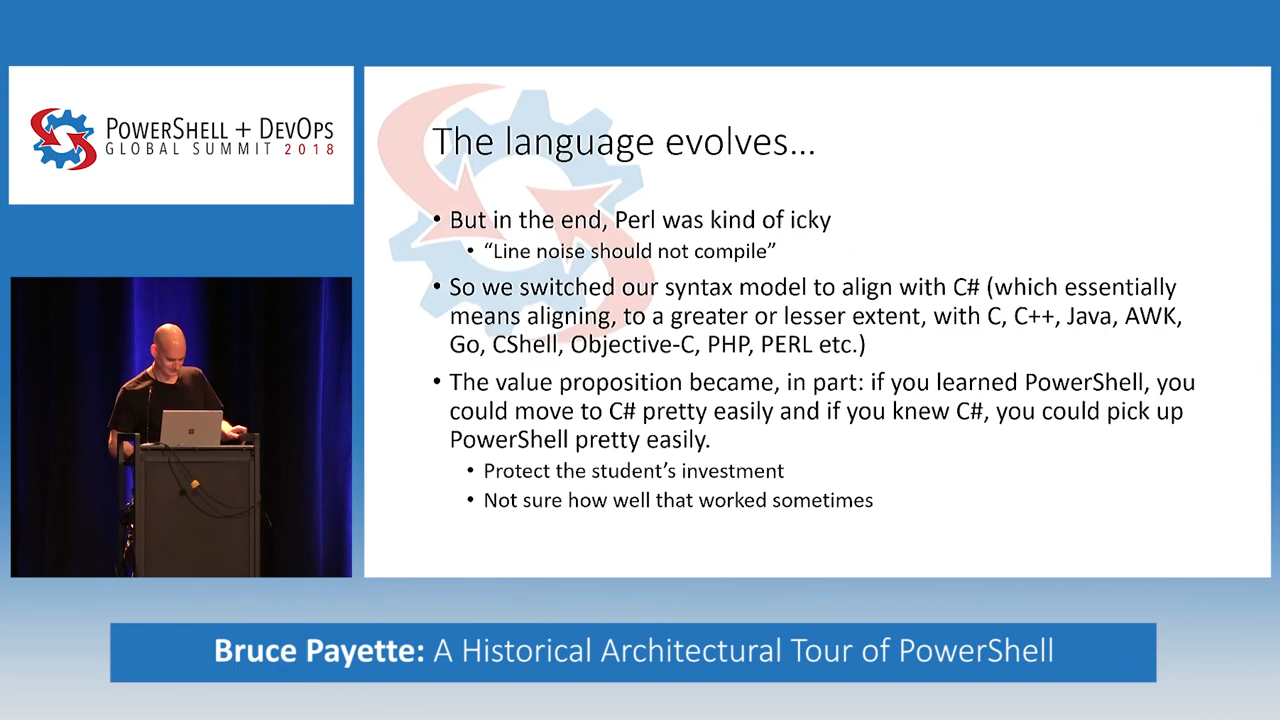 POWERSHELL + DEVOPS
GLOBAL SUMMIT 2018
The language evolves...
• But in the end, Perl was kind of icky
• “Line noise should not compile”
• So we switched our syntax model to align with C# (which essentially
means aligning, to a greater or lesser extent, with C, C++, Java, AWK,
Go, CShell, Objective-C, PHP, PERL etc.)
• The value proposition became, in part: if you learned PowerShell, you
could move to C# pretty easily and if you knew C#, you could pick up
PowerShell pretty easily.
• Protect the student’s investment
• Not sure how well that worked sometimes
Bruce Payette: A Historical Architectural Tour of PowerShell